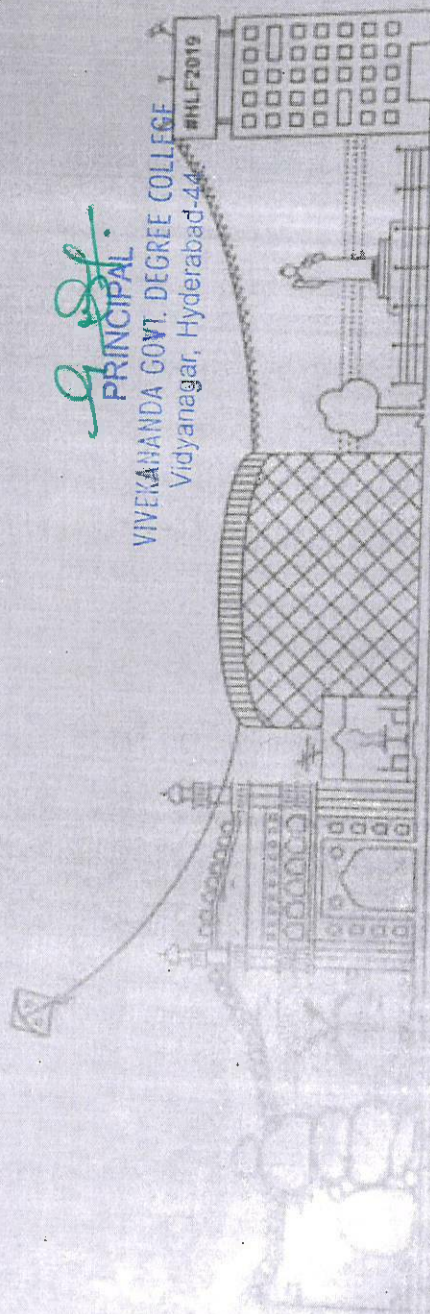 PRINCIPAL
VIVEKANANDA GOVT. DEGREE COLLEGE
Vidyanagar, Hyderabad-44
#HLF2019